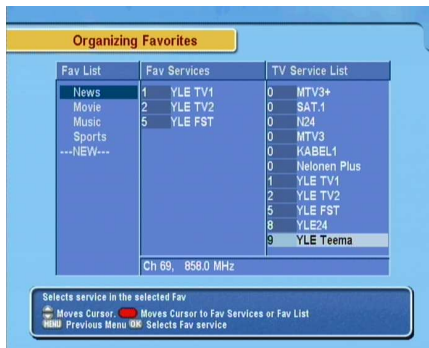 Organizing Favorites
Fav List
News
Movie
Music
Sports
---NEW---
Fav Services
1 YLE TV1
2 YLE TV2
5 YLE FST
TV Service List
0 MTV3+
0 SAT.1
0 N24
0 MTV3
0 KABEL1
0 Nelonen Plus
1 YLE TV1
2 YLE TV2
5 YLE FST
8 YLE24
9 YLE Teema
Ch 69, 858.0 MHz
Selects service in the selected Fav
Moves Cursor, Moves Cursor to Fav Services or Fav List
MENU Previous Menu OK Selects Fav service